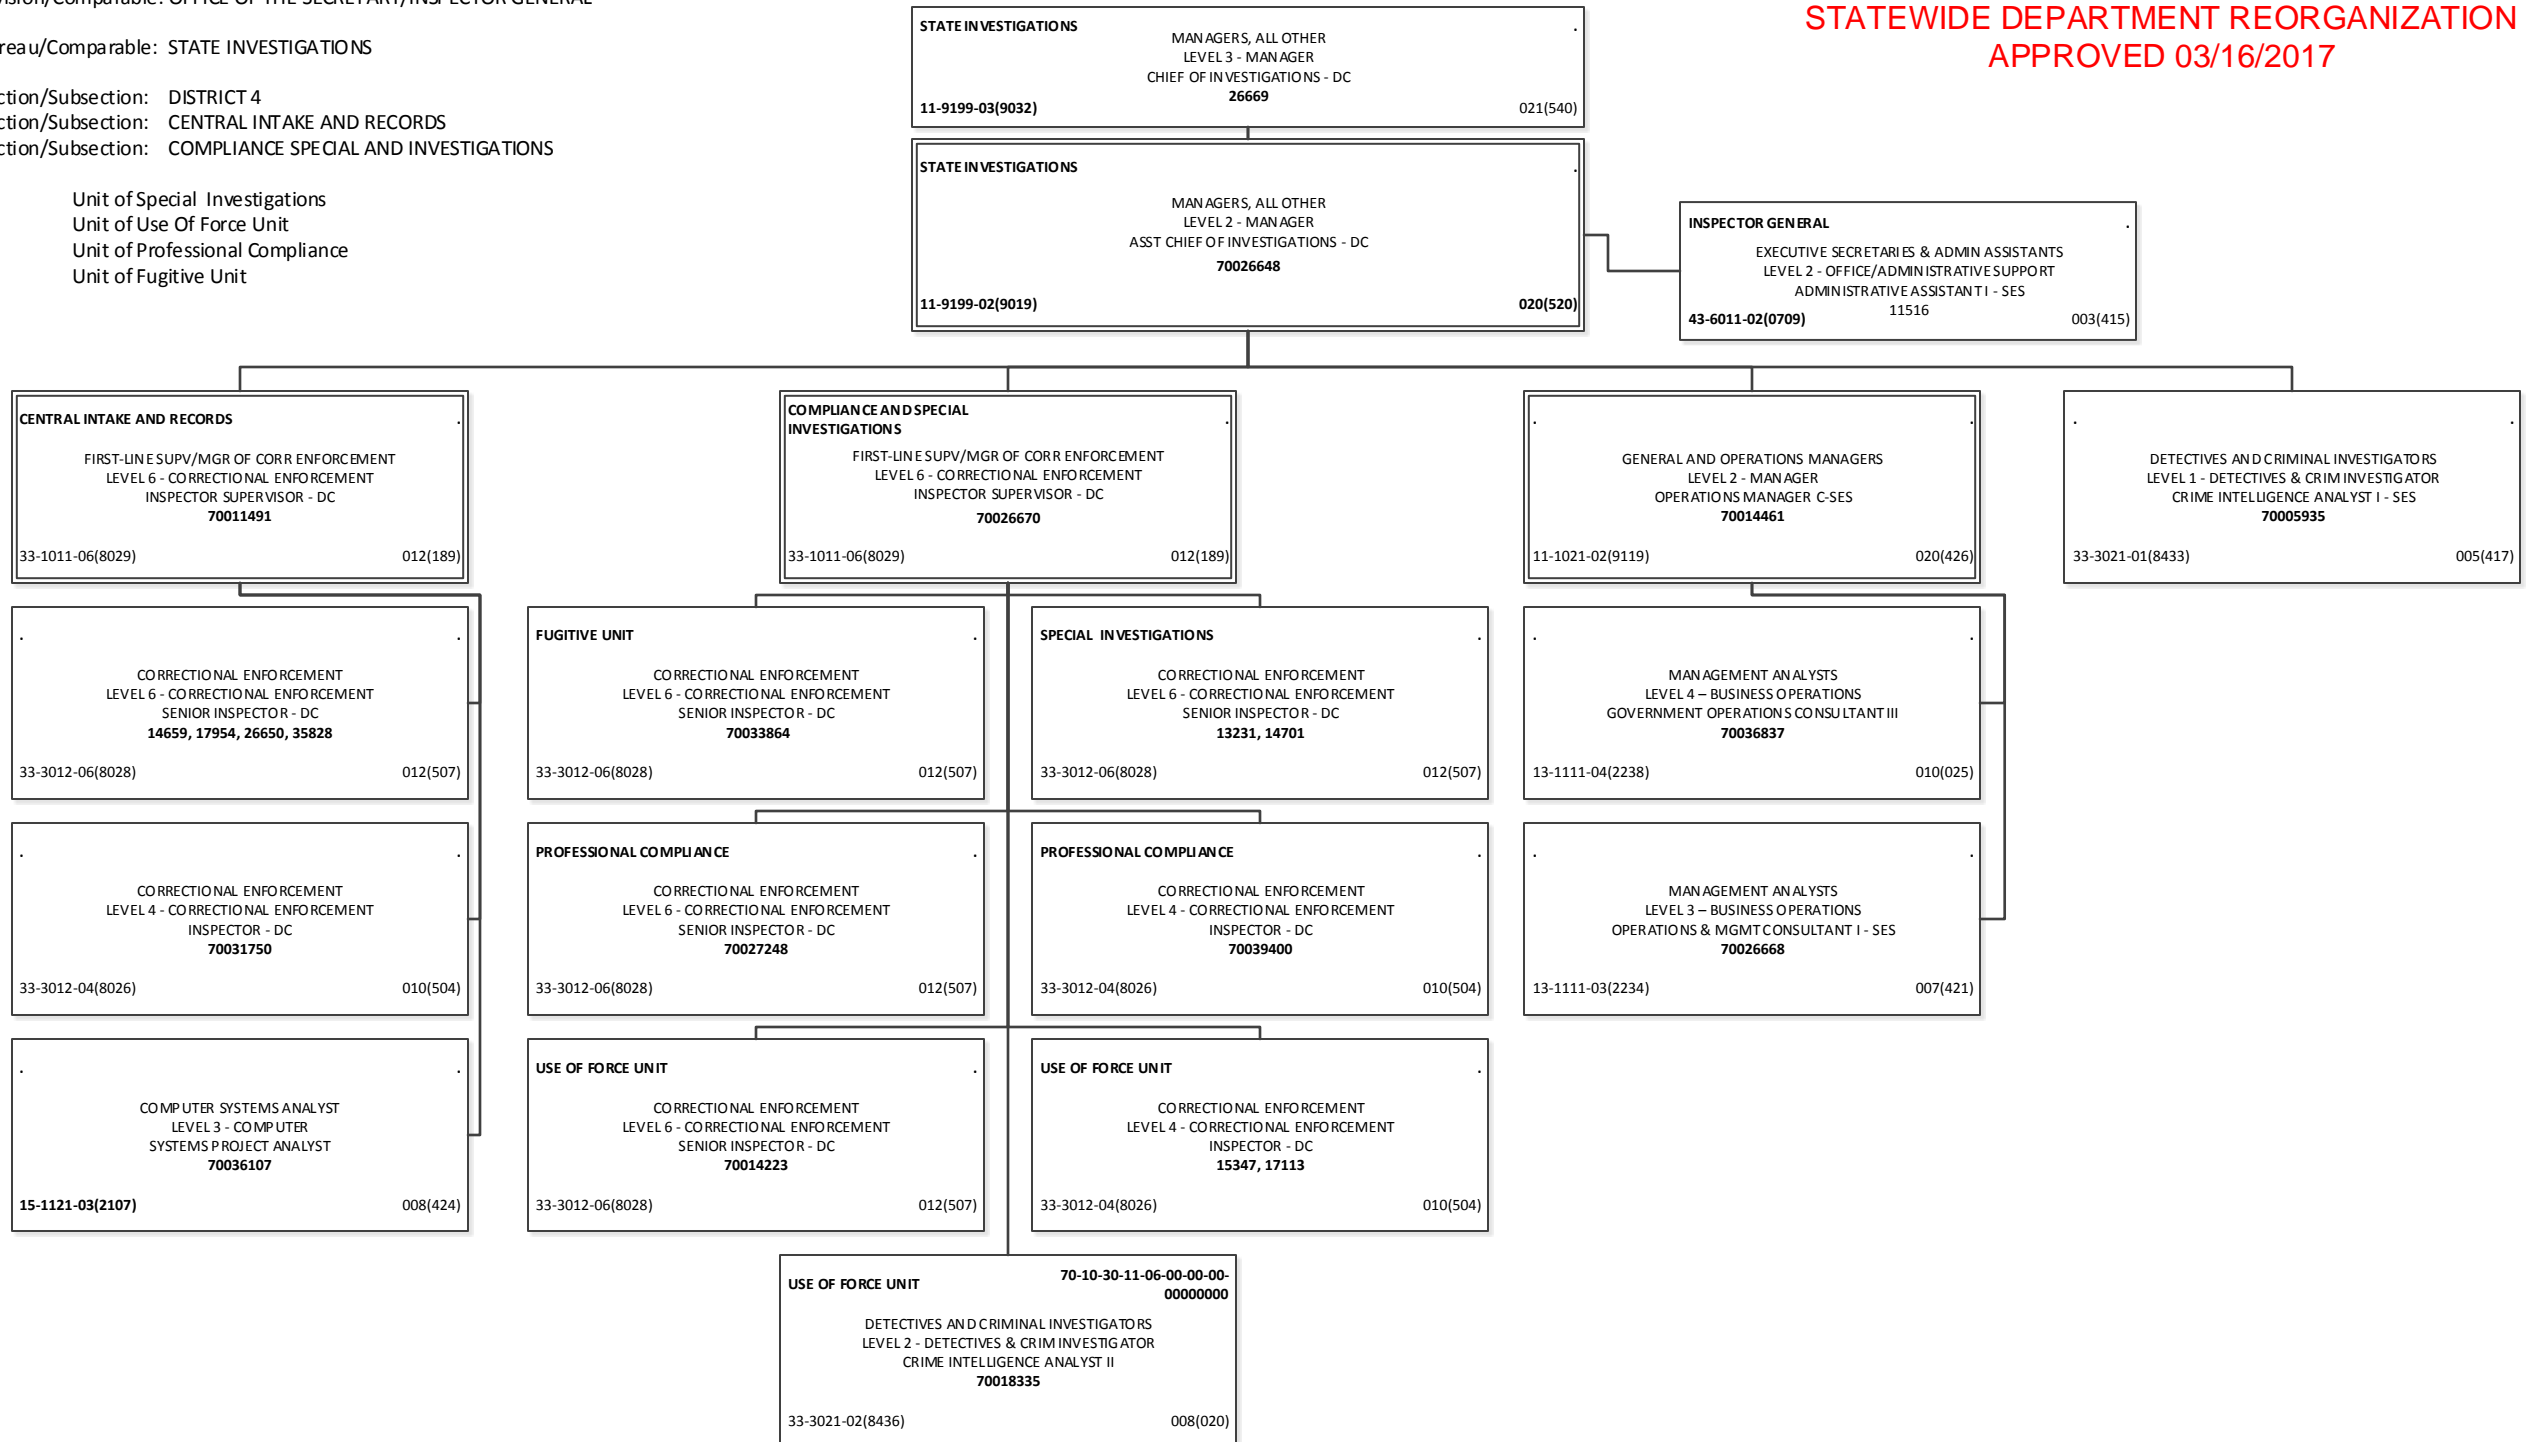 vision/Comparable: OFFICE OF THE SECRETARY/INSPECTOR GENERAL
reau/Comparable: STATE INVESTIGATIONS
ction/Subsection: DISTRICT 4
ction/Subsection: CENTRAL INTAKE AND RECORDS
ction/Subsection: COMPLIANCE SPECIAL AND INVESTIGATIONS
Unit of Special Investigations
Unit of Use Of Force Unit
Unit of Professional Compliance
Unit of Fugitive Unit
STATEWIDE DEPARTMENT REORGANIZATION
APPROVED 03/16/2017
STATE INVESTIGATIONS .
MANAGERS, ALL OTHER
LEVEL 3 - MANAGER
CHIEF OF INVESTIGATIONS - DC
26669
11-9199-03(9032) 021(540)
STATE INVESTIGATIONS .
MANAGERS, ALL OTHER
LEVEL 2 - MANAGER
ASST CHIEF OF INVESTIGATIONS - DC
70026648
11-9199-02(9019) 020(520)
INSPECTOR GENERAL .
EXECUTIVE SECRETARIES & ADMIN ASSISTANTS
LEVEL 2 - OFFICE/ADMINISTRATIVE SUPPORT
ADMINISTRATIVE ASSISTANT I - SES
11516
43-6011-02(0709) 003(415)
CENTRAL INTAKE AND RECORDS .
FIRST-LINE SUPV/MGR OF CORR ENFORCEMENT
LEVEL 6 - CORRECTIONAL ENFORCEMENT
INSPECTOR SUPERVISOR - DC
70011491
33-1011-06(8029) 012(189)
COMPLIANCE AND SPECIAL
INVESTIGATIONS .
FIRST-LINE SUPV/MGR OF CORR ENFORCEMENT
LEVEL 6 - CORRECTIONAL ENFORCEMENT
INSPECTOR SUPERVISOR - DC
70026670
33-1011-06(8029) 012(189)
. .
GENERAL AND OPERATIONS MANAGERS
LEVEL 2 - MANAGER
OPERATIONS MANAGER C-SES
70014461
11-1021-02(9119) 020(426)
. .
DETECTIVES AND CRIMINAL INVESTIGATORS
LEVEL 1 - DETECTIVES & CRIM INVESTIGATOR
CRIME INTELLIGENCE ANALYST I - SES
70005935
33-3021-01(8433) 005(417)
. .
CORRECTIONAL ENFORCEMENT
LEVEL 6 - CORRECTIONAL ENFORCEMENT
SENIOR INSPECTOR - DC
14659, 17954, 26650, 35828
33-3012-06(8028) 012(507)
FUGITIVE UNIT .
CORRECTIONAL ENFORCEMENT
LEVEL 6 - CORRECTIONAL ENFORCEMENT
SENIOR INSPECTOR - DC
70033864
33-3012-06(8028) 012(507)
SPECIAL INVESTIGATIONS .
CORRECTIONAL ENFORCEMENT
LEVEL 6 - CORRECTIONAL ENFORCEMENT
SENIOR INSPECTOR - DC
13231, 14701
33-3012-06(8028) 012(507)
. .
MANAGEMENT ANALYSTS
LEVEL 4 – BUSINESS OPERATIONS
GOVERNMENT OPERATIONS CONSULTANT III
70036837
13-1111-04(2238) 010(025)
. .
CORRECTIONAL ENFORCEMENT
LEVEL 4 - CORRECTIONAL ENFORCEMENT
INSPECTOR - DC
70031750
33-3012-04(8026) 010(504)
PROFESSIONAL COMPLIANCE .
CORRECTIONAL ENFORCEMENT
LEVEL 6 - CORRECTIONAL ENFORCEMENT
SENIOR INSPECTOR - DC
70027248
33-3012-06(8028) 012(507)
PROFESSIONAL COMPLIANCE .
CORRECTIONAL ENFORCEMENT
LEVEL 4 - CORRECTIONAL ENFORCEMENT
INSPECTOR - DC
70039400
33-3012-04(8026) 010(504)
. .
MANAGEMENT ANALYSTS
LEVEL 3 – BUSINESS OPERATIONS
OPERATIONS & MGMT CONSULTANT I - SES
70026668
13-1111-03(2234) 007(421)
. .
COMPUTER SYSTEMS ANALYST
LEVEL 3 - COMPUTER
SYSTEMS PROJECT ANALYST
70036107
15-1121-03(2107) 008(424)
USE OF FORCE UNIT .
CORRECTIONAL ENFORCEMENT
LEVEL 6 - CORRECTIONAL ENFORCEMENT
SENIOR INSPECTOR - DC
70014223
33-3012-06(8028) 012(507)
USE OF FORCE UNIT .
CORRECTIONAL ENFORCEMENT
LEVEL 4 - CORRECTIONAL ENFORCEMENT
INSPECTOR - DC
15347, 17113
33-3012-04(8026) 010(504)
USE OF FORCE UNIT 70-10-30-11-06-00-00-00-
00000000
DETECTIVES AND CRIMINAL INVESTIGATORS
LEVEL 2 - DETECTIVES & CRIM INVESTIGATOR
CRIME INTELLIGENCE ANALYST II
70018335
33-3021-02(8436) 008(020)